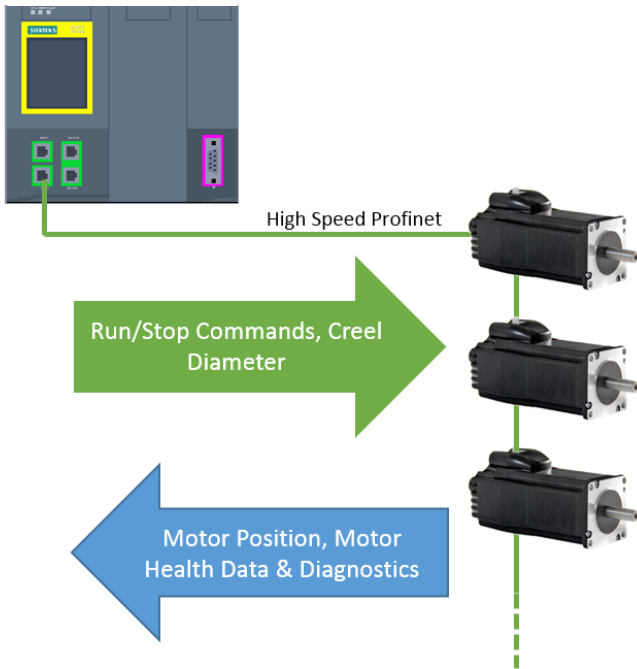 SIEMENS
High Speed Profinet
Run/Stop Commands, Creel
Diameter
Motor Position, Motor
Health Data & Diagnostics